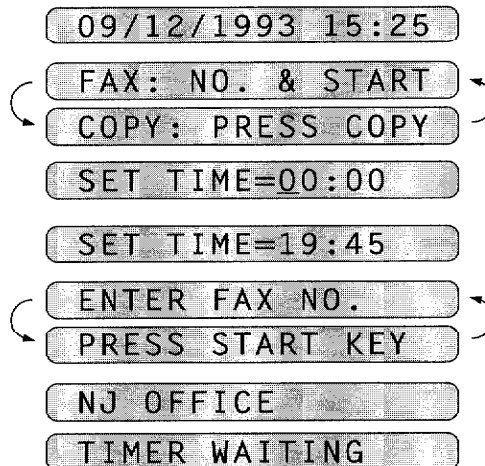 09/12/1993 15:25
FAX: NO. & START
COPY: PRESS COPY
SET TIME=00:00
SET TIME=19:45
ENTER FAX NO.
PRESS START KEY
NJ OFFICE
TIMER WAITING